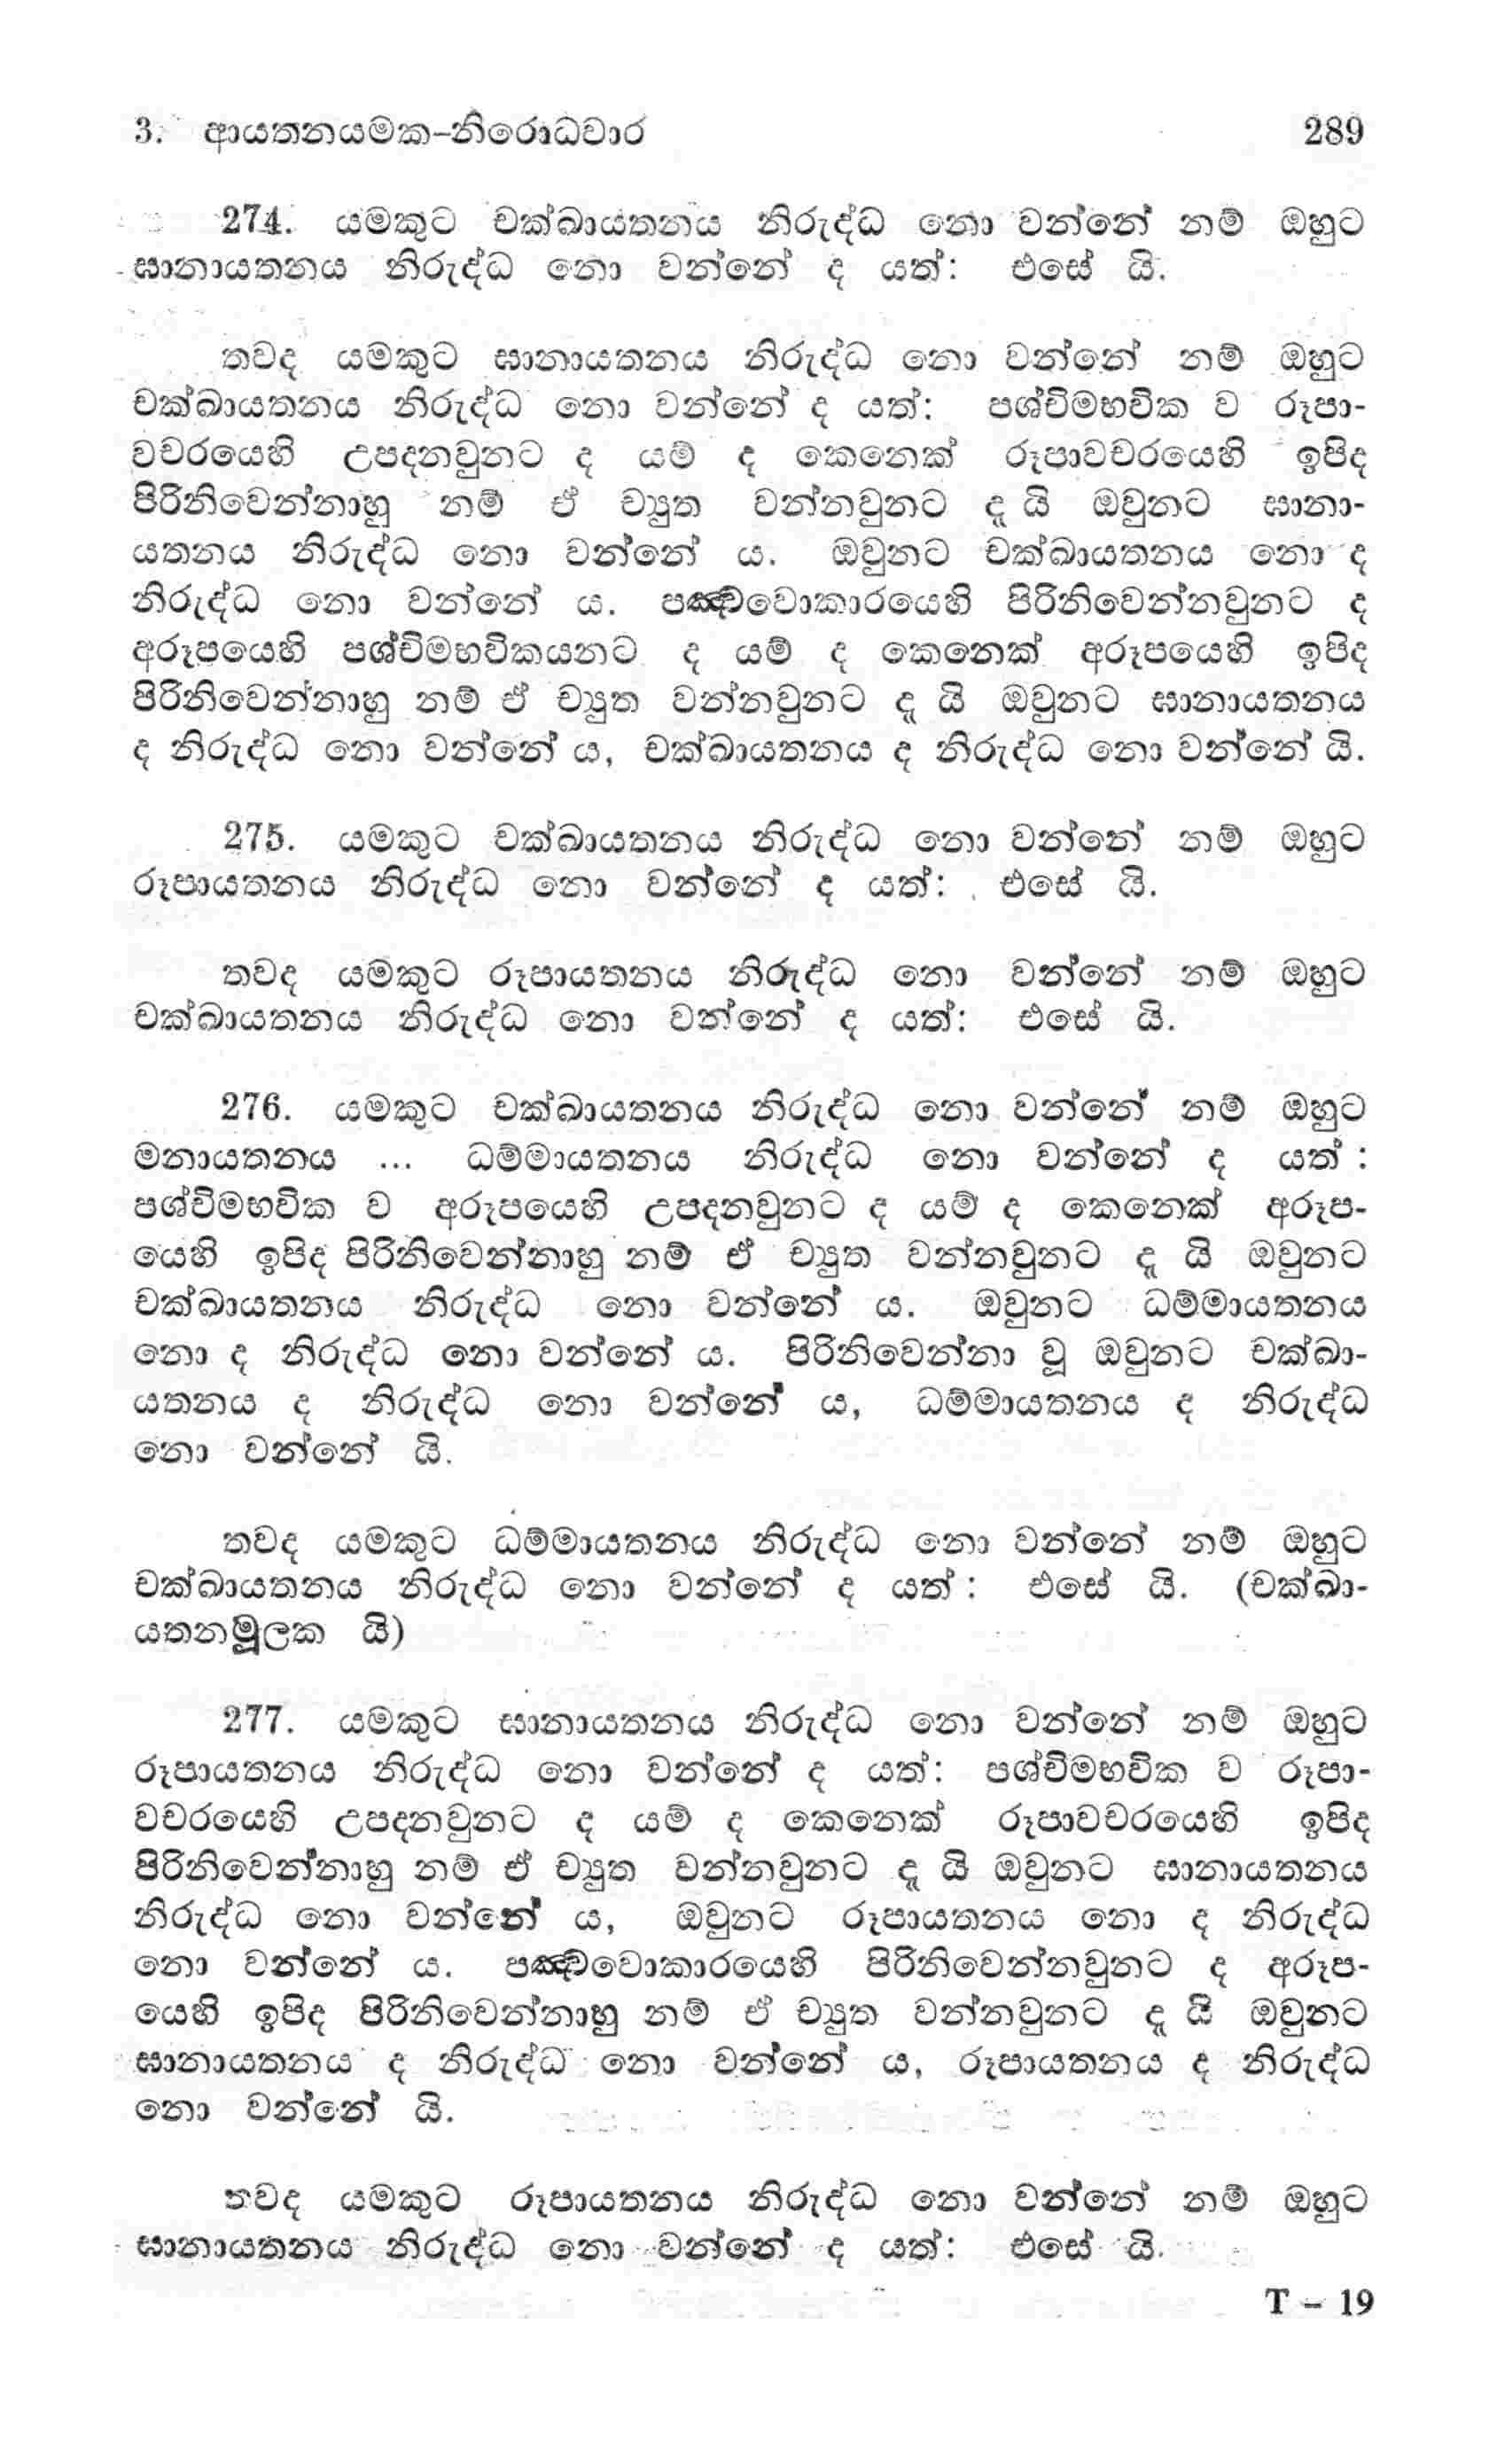 3. ආයතනයමක-නිරොධවාර 289
274. යමකුට චක්ඛායතනය නිරුද්ධ නො වන්නේ නම් ඔහුට
ඝානායතනය නිරුද්ධ නො වන්නේ ද යත්: එසේ යි.
තවද යමකුට ඝානායතනය නිරුද්ධ නො වන්නේ නම් ඔහුට
චක්ඛායතනය නිරුද්ධ නො වන්නේ ද යත්: පශ්චිමභවික ව රූපා-
වචරයෙහි උපදනවුනට ද යම් ද කෙනෙක් රූපාවචරයෙහි ඉපිද
පිරිනිවෙන්නාහු නම් ඒ ච්‍යුත වන්නවුනට දැ යි ඔවුනට ඝානා-
යතනය නිරුද්ධ නො වන්නේ ය. ඔවුනට චක්ඛායතනය නො ද
නිරුද්ධ නො වන්නේ ය. පඤ්චවොකාරයෙහි පිරිනිවෙන්නවුනට ද
අරූපයෙහි පශ්චිමභවිකයනට ද යම් ද කෙනෙක් අරූපයෙහි ඉපිද
පිරිනිවෙන්නාහු නම් ඒ ච්‍යුත වන්නවුනට දැ යි ඔවුනට ඝානායතනය
ද නිරුද්ධ නො වන්නේ ය, චක්ඛායතනය ද නිරුද්ධ නො වන්නේ යි.
275. යමකුට චක්ඛායතනය නිරුද්ධ නො වන්නේ නම් ඔහුට
රූපායතනය නිරුද්ධ නො වන්නේ ද යත්: එසේ යි.
තවද යමකුට රූපායතනය නිරුද්ධ නො වන්නේ නම් ඔහුට
චක්ඛායතනය නිරුද්ධ නො වන්නේ ද යත්: එසේ යි.
276. යමකුට චක්ඛායතනය නිරුද්ධ නො වන්නේ නම් ඔහුට
මනායතනය ... ධම්මායතනය නිරුද්ධ නො වන්නේ ද යත් :
පශ්චිමභවික ව අරූපයෙහි උපදනවුනට ද යම් ද කෙනෙක් අරූප-
යෙහි ඉපිද පිරිනිවෙන්නාහු නම් ඒ ච්‍යුත වන්නවුනට දැ යි ඔවුනට
චක්ඛායතනය නිරුද්ධ නො වන්නේ ය. ඔවුනට ධම්මායතනය
නො ද නිරුද්ධ නො වන්නේ ය. පිරිනිවෙන්නා වූ ඔවුනට චක්ඛා-
යතනය ද නිරුද්ධ නො වන්නේ ය, ධම්මායතනය ද නිරුද්ධ
නො වන්නේ යි.
තවද යමකුට ධම්මායතනය නිරුද්ධ නො වන්නේ නම් ඔහුට
චක්ඛායතනය නිරුද්ධ නො වන්නේ ද යත් : එසේ යි. (චක්ඛා-
යතනමූලක යි)
277. යමකුට ඝානායතනය නිරුද්ධ නො වන්නේ නම් ඔහුට
රූපායතනය නිරුද්ධ නො වන්නේ ද යත්: පශ්චිමභවික ව රූපා-
වචරයෙහි උපදනවුනට ද යම් ද කෙනෙක් රූපාවචරයෙහි ඉපිද
පිරිනිවෙන්නාහු නම් ඒ ච්‍යුත වන්නවුනට දැ යි ඔවුනට ඝානායතනය
නිරුද්ධ නො වන්නේ ය, ඔවුනට රූපායතනය නො ද නිරුද්ධ
නො වන්නේ ය. පඤ්චවොකාරයෙහි පිරිනිවෙන්නවුනට ද අරූප-
යෙහි ඉපිද පිරිනිවෙන්නාහු නම් ඒ ච්‍යුත වන්නවුනට දැ යි ඔවුනට
ඝානායතනය ද නිරුද්ධ නො වන්නේ ය, රූපායතනය ද නිරුද්ධ
නො වන්නේ යි.
තවද යමකුට රූපායතනය නිරුද්ධ නො වන්නේ නම් ඔහුට
ඝානායතනය නිරුද්ධ නො වන්නේ ද යත්: එසේ යි.
T - 19